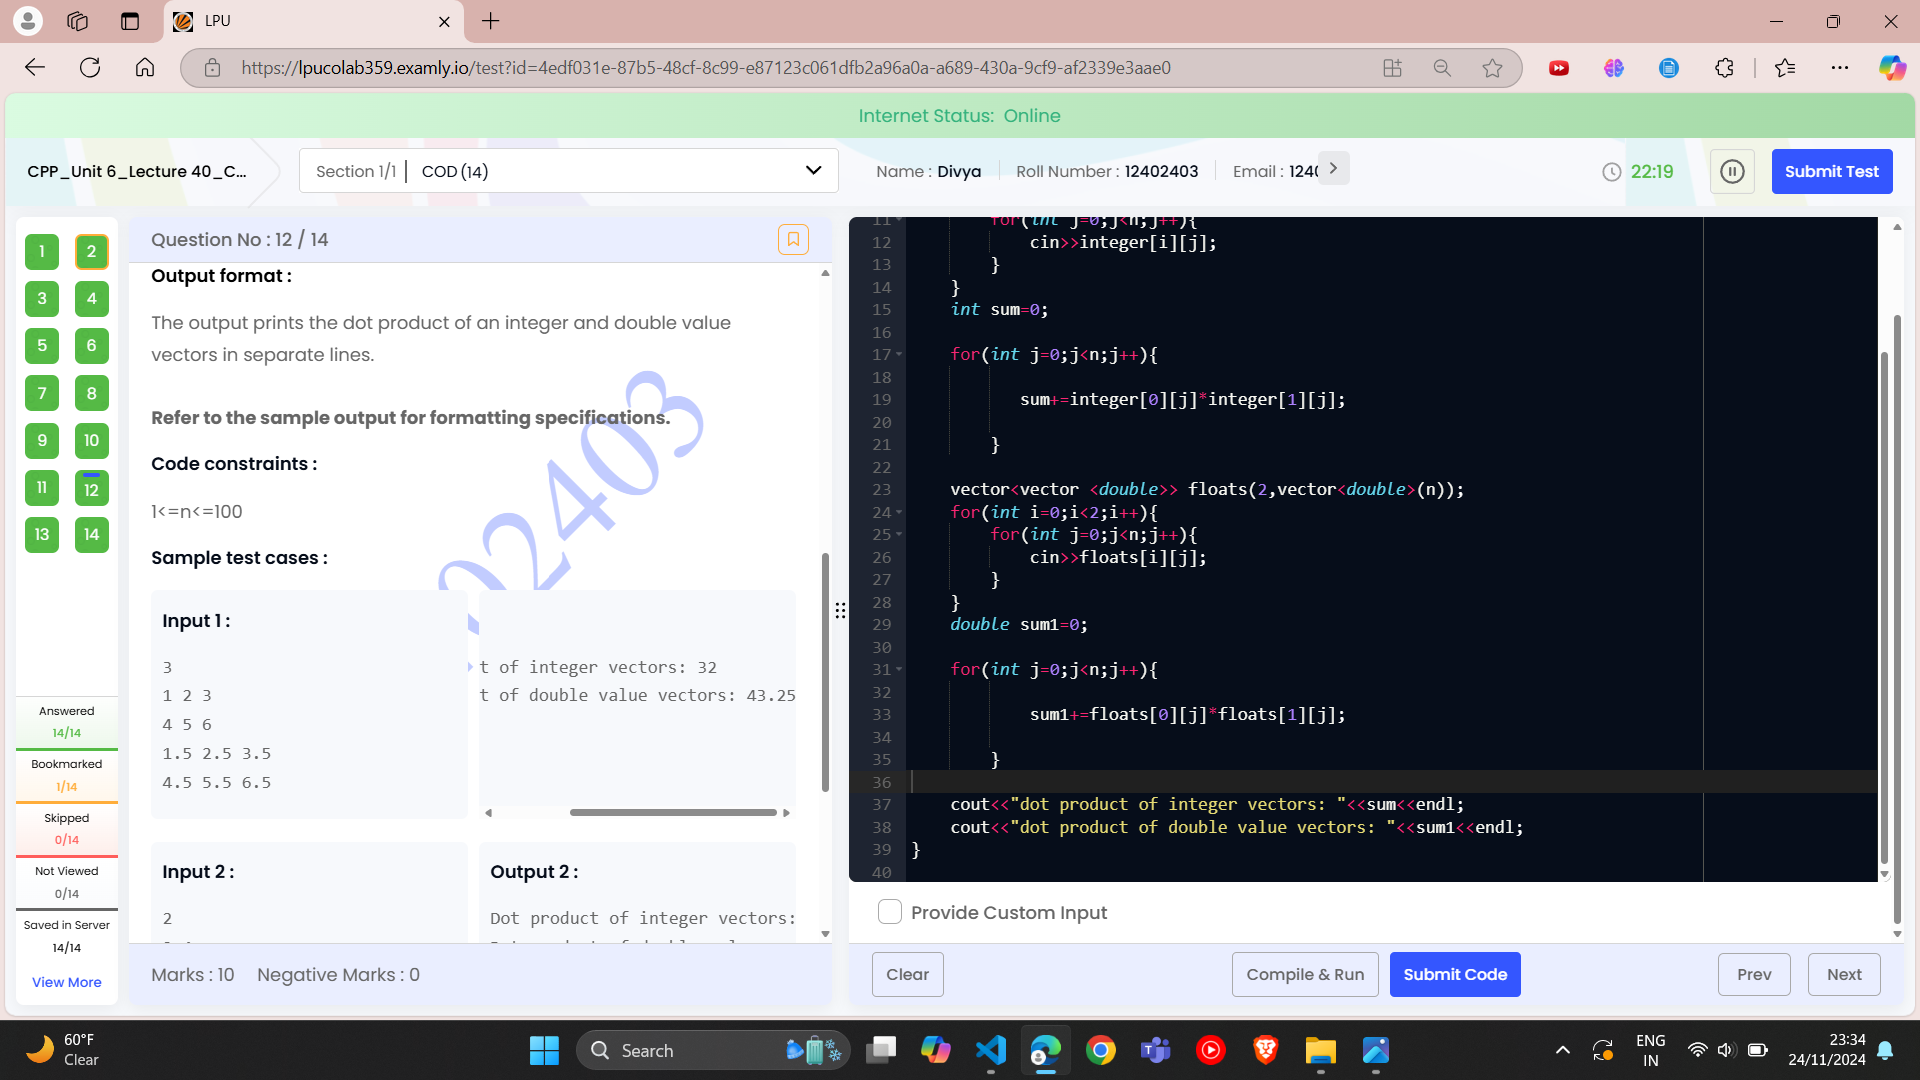 LPU
https://lpucolab359.examly.io/test?id=4edf031e-87b5-48cf-8c99-e87123c061dfb2a96a0a-a689-430a-9cf9-af2339e3aae0
Internet Status: Online
CPP_Unit 6_Lecture 40_C...
Section 1/1 | COD (14)
Name : Divya
Roll Number : 12402403
Email : 1240
22:19
Submit Test
1 2
3 4
5 6
7 8
9 10
11 12
13 14
Answered
14/14
Bookmarked
1/14
Skipped
0/14
Not Viewed
0/14
Saved in Server
14/14
View More
Question No : 12 / 14
Output format :
The output prints the dot product of an integer and double value
vectors in separate lines.
Refer to the sample output for formatting specifications.
Code constraints :
1<=n<=100
Sample test cases :
Input 1 :
3
1 2 3
4 5 6
1.5 2.5 3.5
4.5 5.5 6.5
t of integer vectors: 32
t of double value vectors: 43.25
Input 2 :
2
Output 2 :
Dot product of integer vectors:
02403
Marks : 10 Negative Marks : 0
11 for(int j=0;j<n;j++){
12 cin>>integer[i][j];
13 }
14 }
15 int sum=0;
16
17 for(int j=0;j<n;j++){
18
19 sum+=integer[0][j]*integer[1][j];
20
21 }
22
23 vector<vector <double>> floats(2,vector<double>(n));
24 for(int i=0;i<2;i++){
25 for(int j=0;j<n;j++){
26 cin>>floats[i][j];
27 }
28 }
29 double sum1=0;
30
31 for(int j=0;j<n;j++){
32
33 sum1+=floats[0][j]*floats[1][j];
34
35 }
36
37 cout<<"dot product of integer vectors: "<<sum<<endl;
38 cout<<"dot product of double value vectors: "<<sum1<<endl;
39 }
40
Provide Custom Input
Clear
Compile & Run
Submit Code
Prev
Next
60°F
Clear
Search
ENG
IN
23:34
24/11/2024